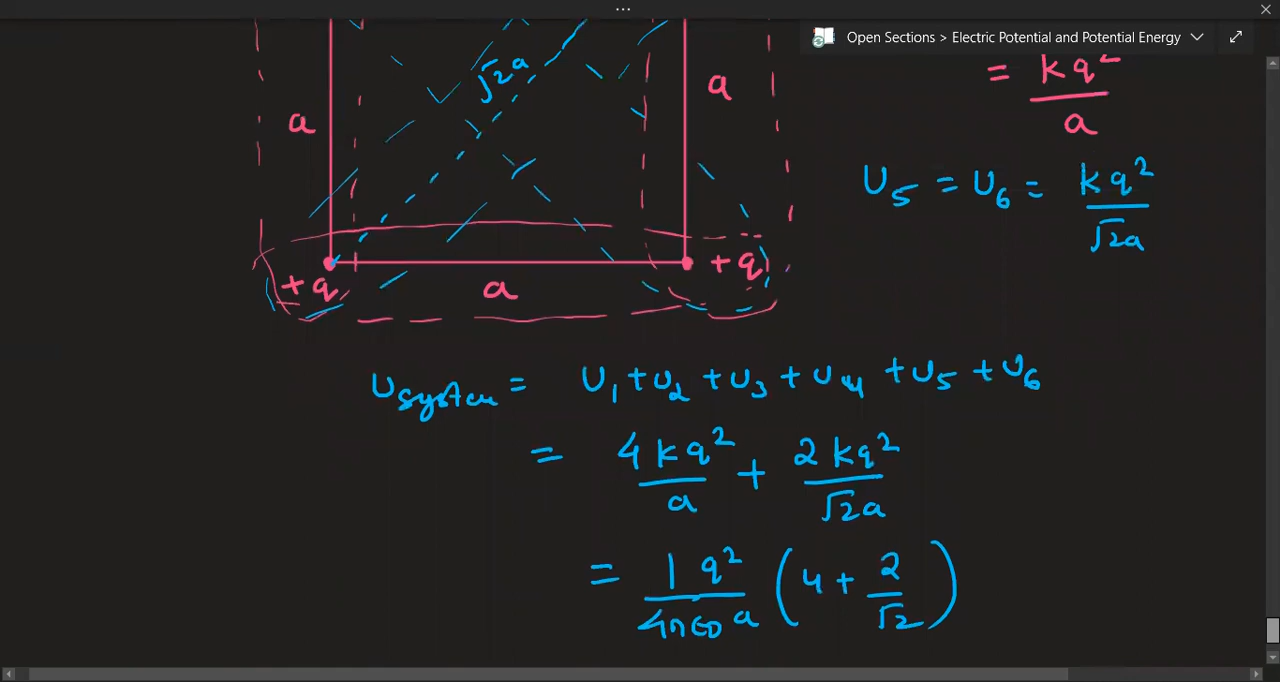 Open Sections > Electric Potential and Potential Energy
√2a
a
a
= kq²/a
U5 = U6 = kq²/√2a
+q
a
+q
Usystem = U1 + U2 + U3 + U4 + U5 + U6
= 4kq²/a + 2kq²/√2a
= 1 q²/4πϵ0 a (4 + 2/√2)